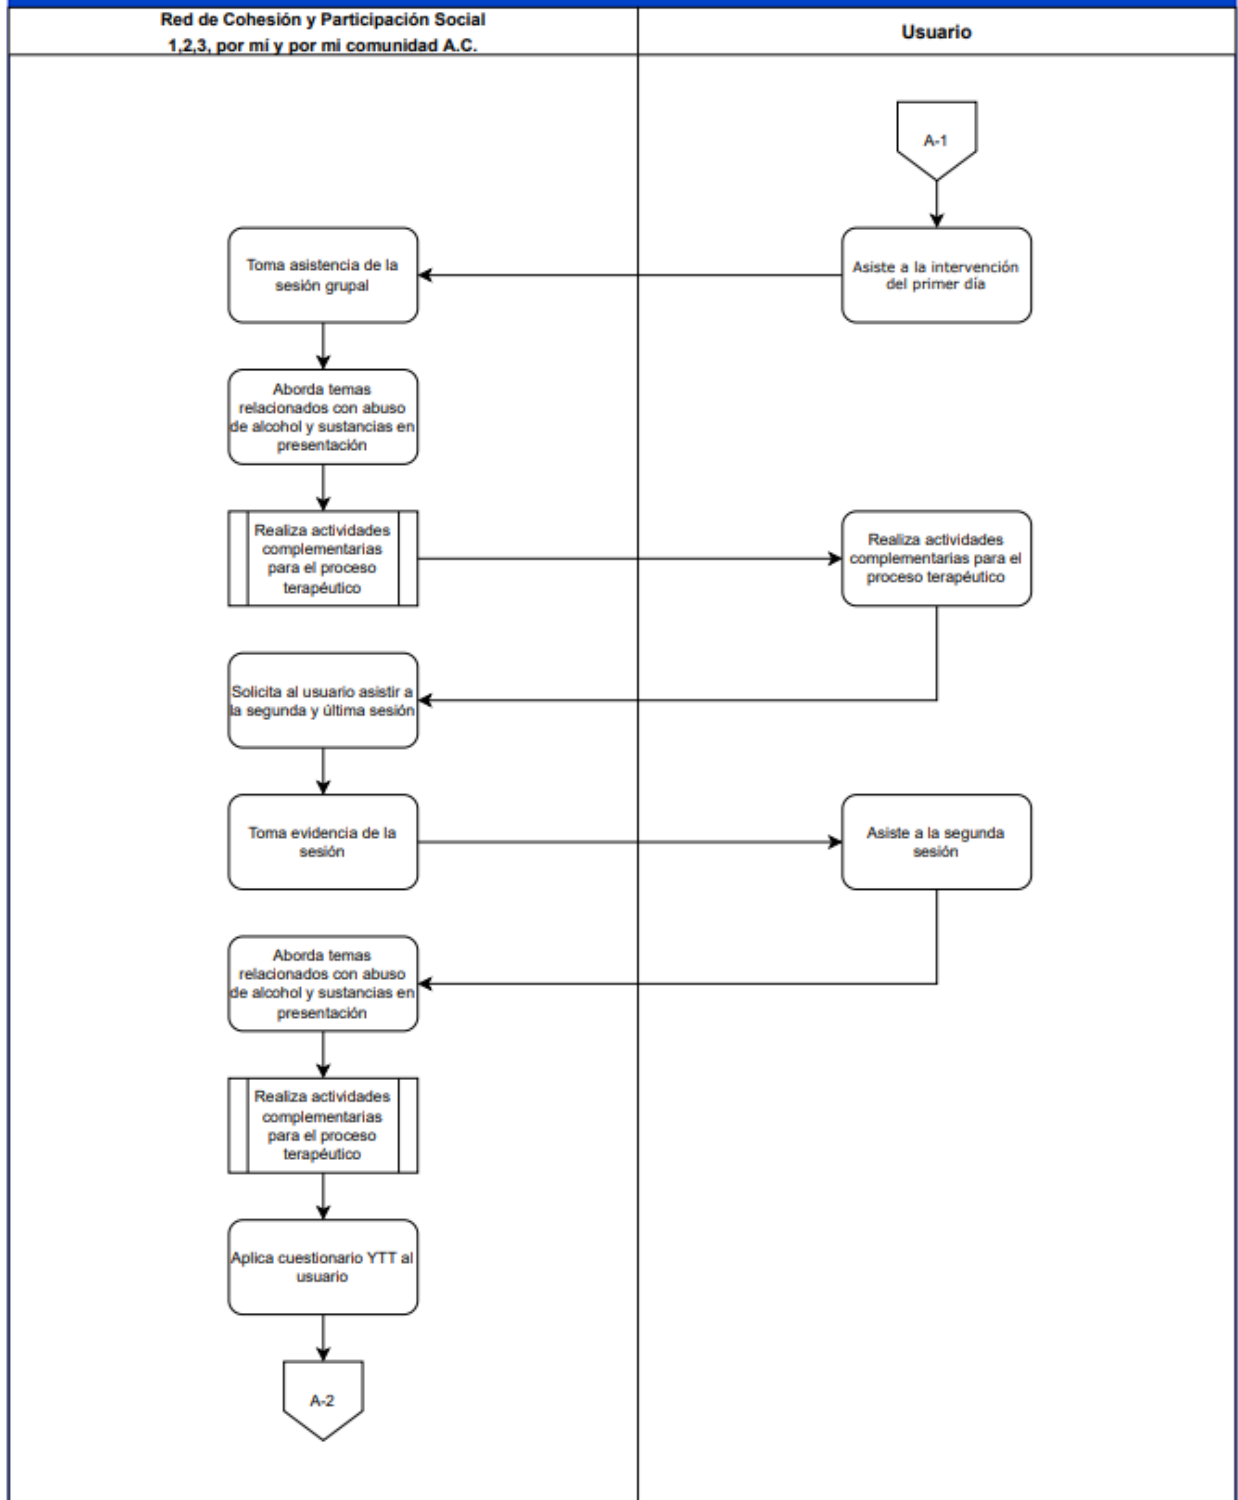 Red de Cohesión y Participación Social
1,2,3, por mí y por mi comunidad A.C.
Usuario
A-1
Asiste a la intervención
del primer día
Toma asistencia de la
sesión grupal
Aborda temas
relacionados con abuso
de alcohol y sustancias en
presentación
Realiza actividades
complementarias
para el proceso
terapéutico
Realiza actividades
complementarias para el
proceso terapéutico
Solicita al usuario asistir a
la segunda y última sesión
Toma evidencia de la
sesión
Asiste a la segunda
sesión
Aborda temas
relacionados con abuso
de alcohol y sustancias en
presentación
Realiza actividades
complementarias
para el proceso
terapéutico
Aplica cuestionario YTT al
usuario
A-2